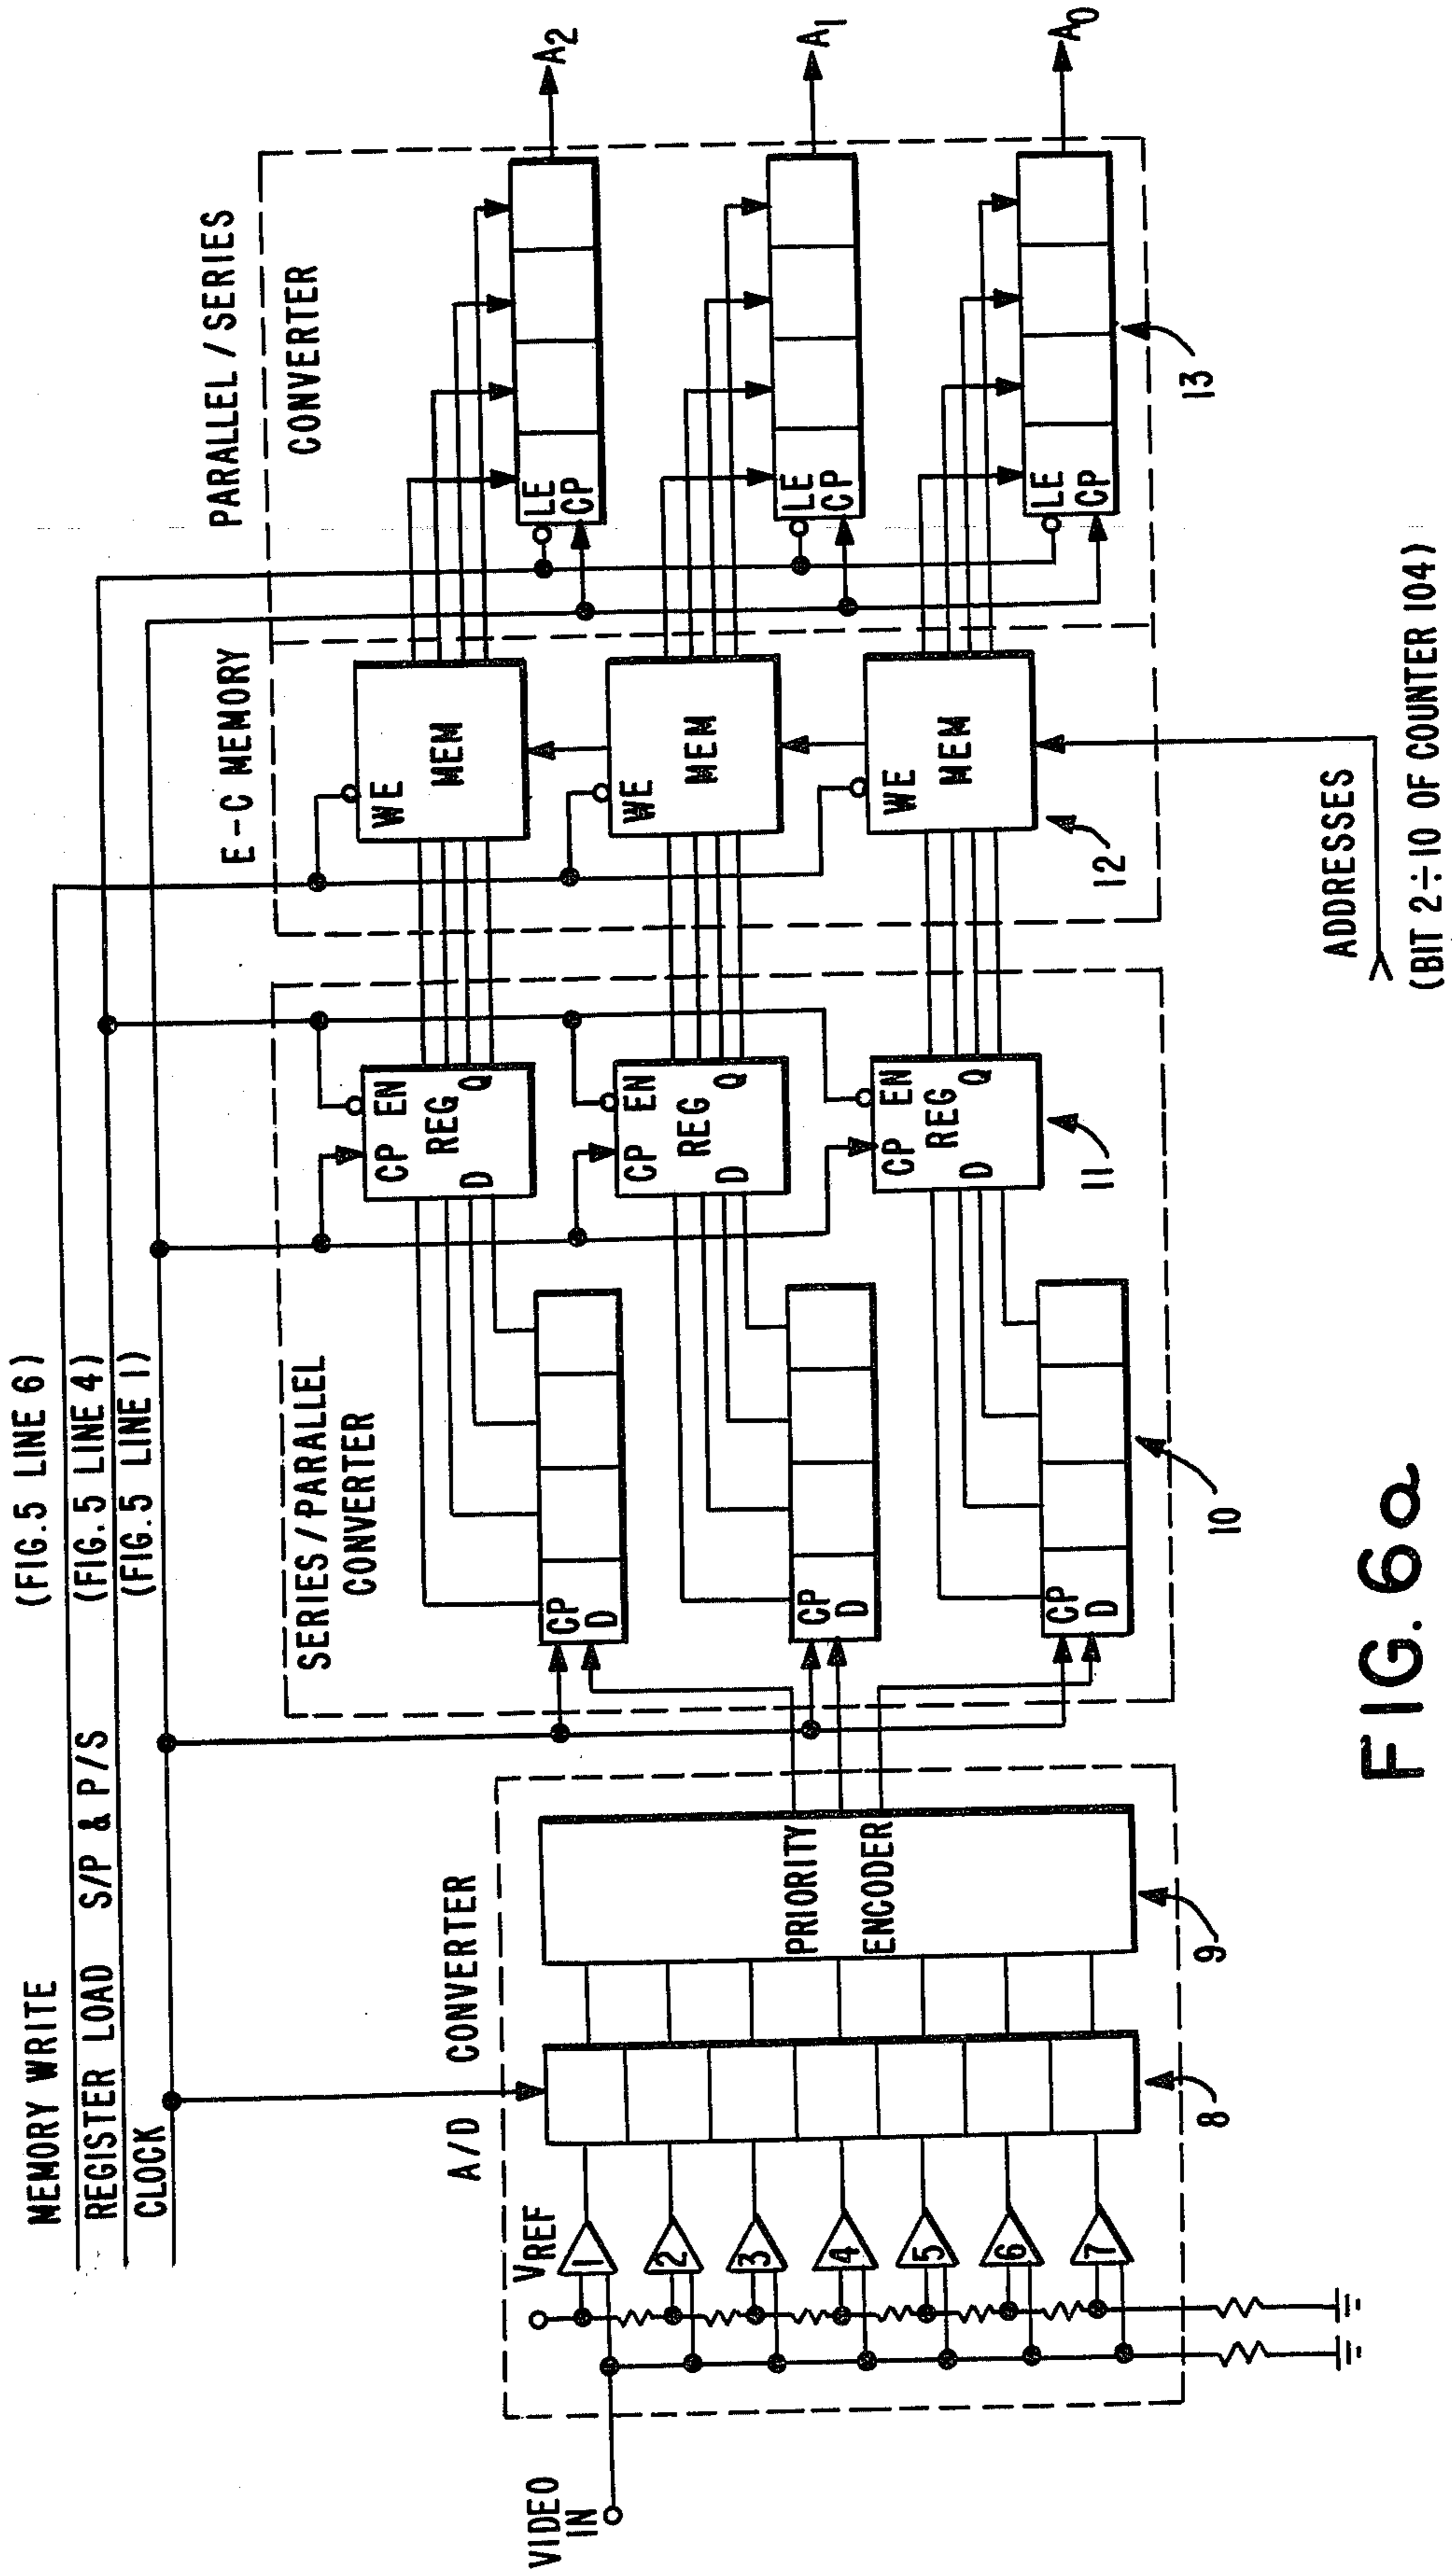 MEMORY WRITE (FIG.5 LINE 6)
REGISTER LOAD S/P & P/S (FIG.5 LINE 4)
CLOCK (FIG.5 LINE 1)
A/D CONVERTER
SERIES/PARALLEL
CONVERTER
E-C MEMORY
PARALLEL/SERIES
CONVERTER
VIDEO
IN
VREF
1
2
3
4
5
6
7
8
PRIORITY
ENCODER
9
CP
D
CP
D
CP
D
10
CP EN
REG
D Q
CP EN
REG
D Q
CP EN
REG
D Q
11
WE
MEM
WE
MEM
WE
MEM
12
LE
CP
LE
CP
LE
CP
13
A2
A1
A0
ADDRESSES
(BIT 2÷10 OF COUNTER 104)
FIG. 6a